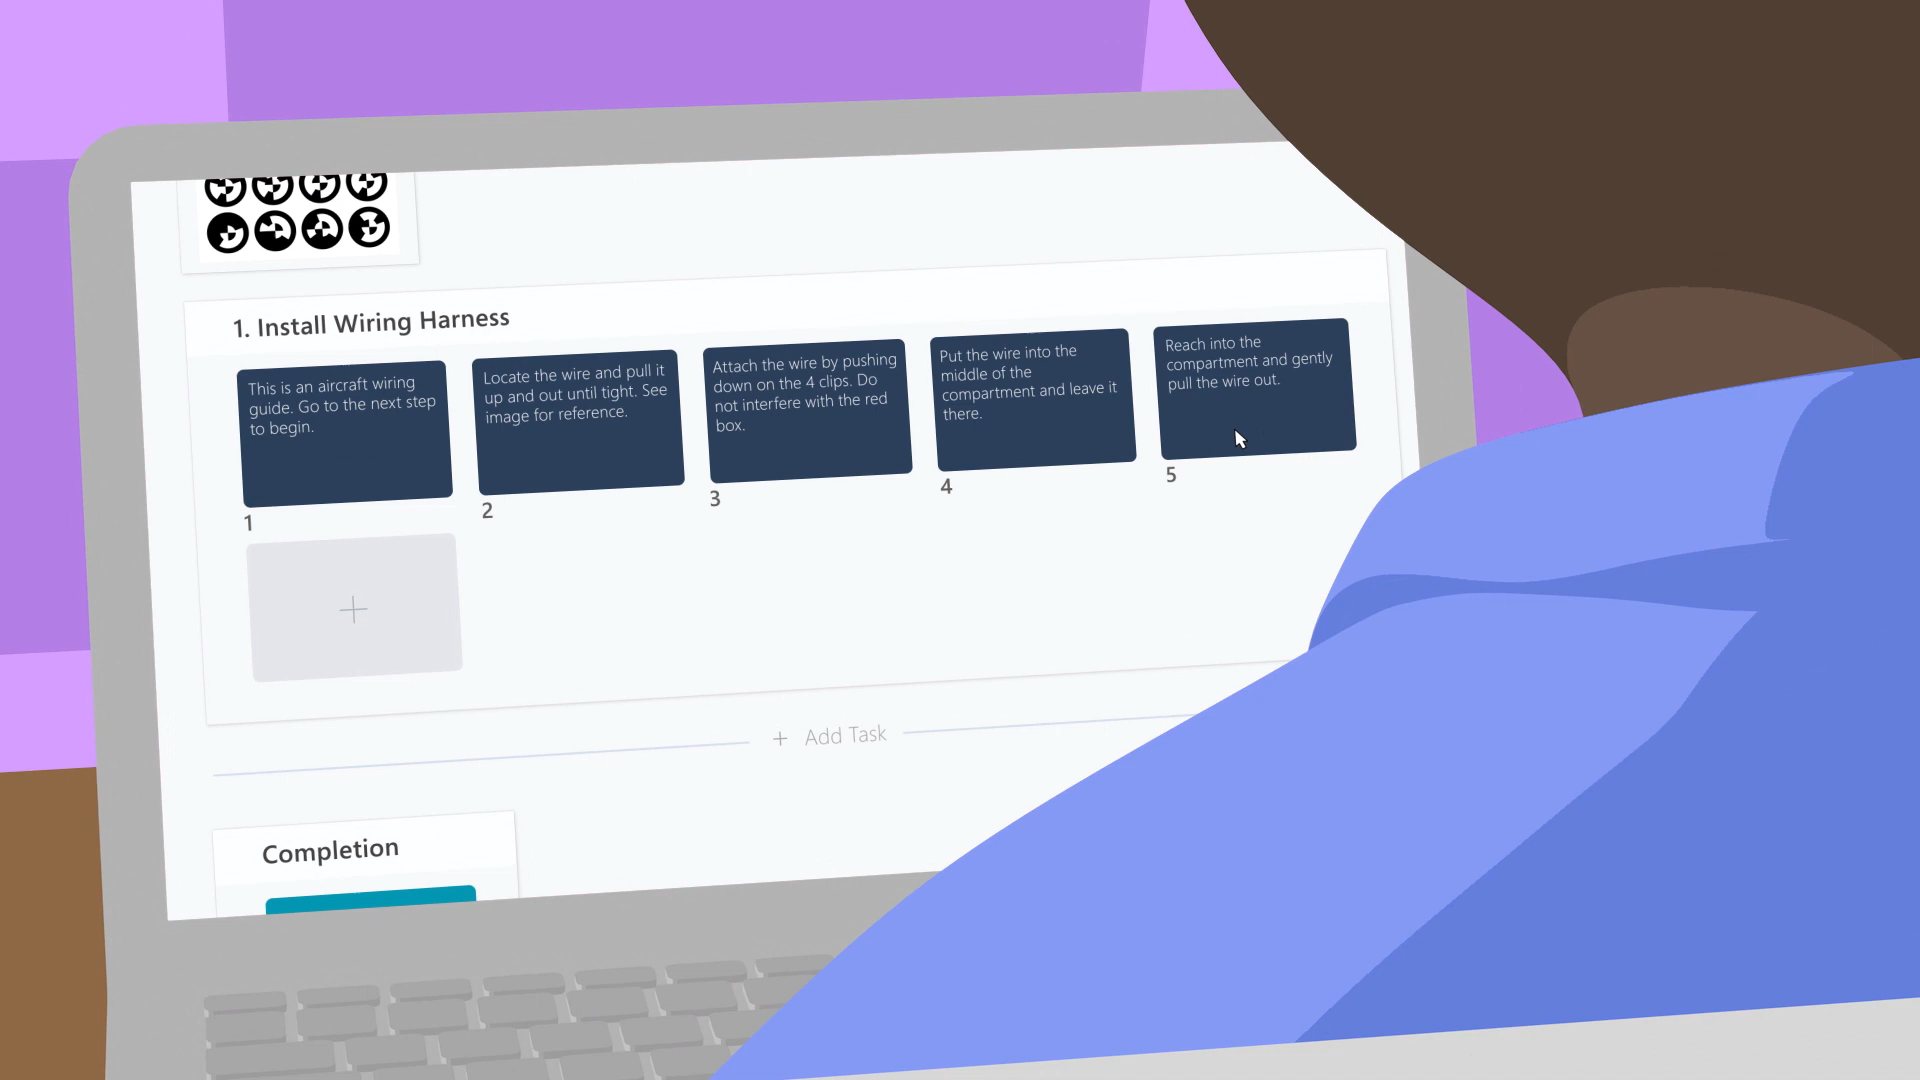 1. Install Wiring Harness
This is an aircraft wiring
guide. Go to the next step
to begin.
1
Locate the wire and pull it
up and out until tight. See
image for reference.
2
Attach the wire by pushing
down on the 4 clips. Do
not interfere with the red
box.
3
Put the wire into the
middle of the
compartment and leave it
there.
4
Reach into the
compartment and gently
pull the wire out.
5
+ Add Task
Completion